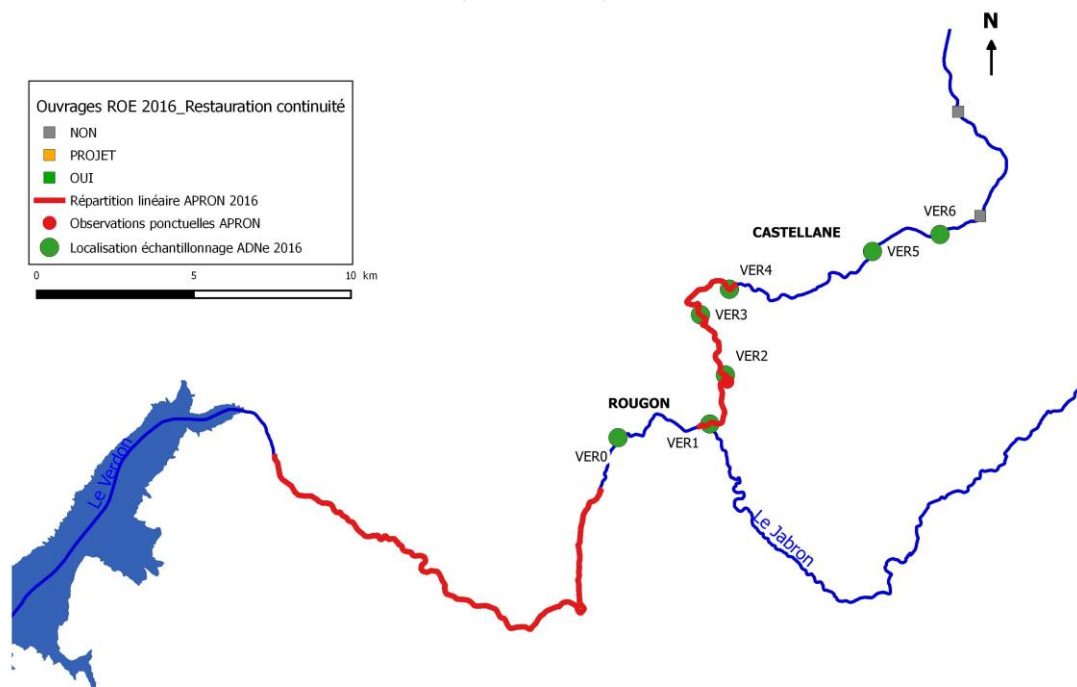 N
Ouvrages ROE 2016_Restauration continuité
NON
PROJET
OUI
Répartition linéaire APRON 2016
Observations ponctuelles APRON
Localisation échantillonnage ADNe 2016
0 5 10 km
VER6
CASTELLANE
VER5
VER4
VER3
VER2
ROUGON
VER1
VER0
Le Verdon
Le Jabron